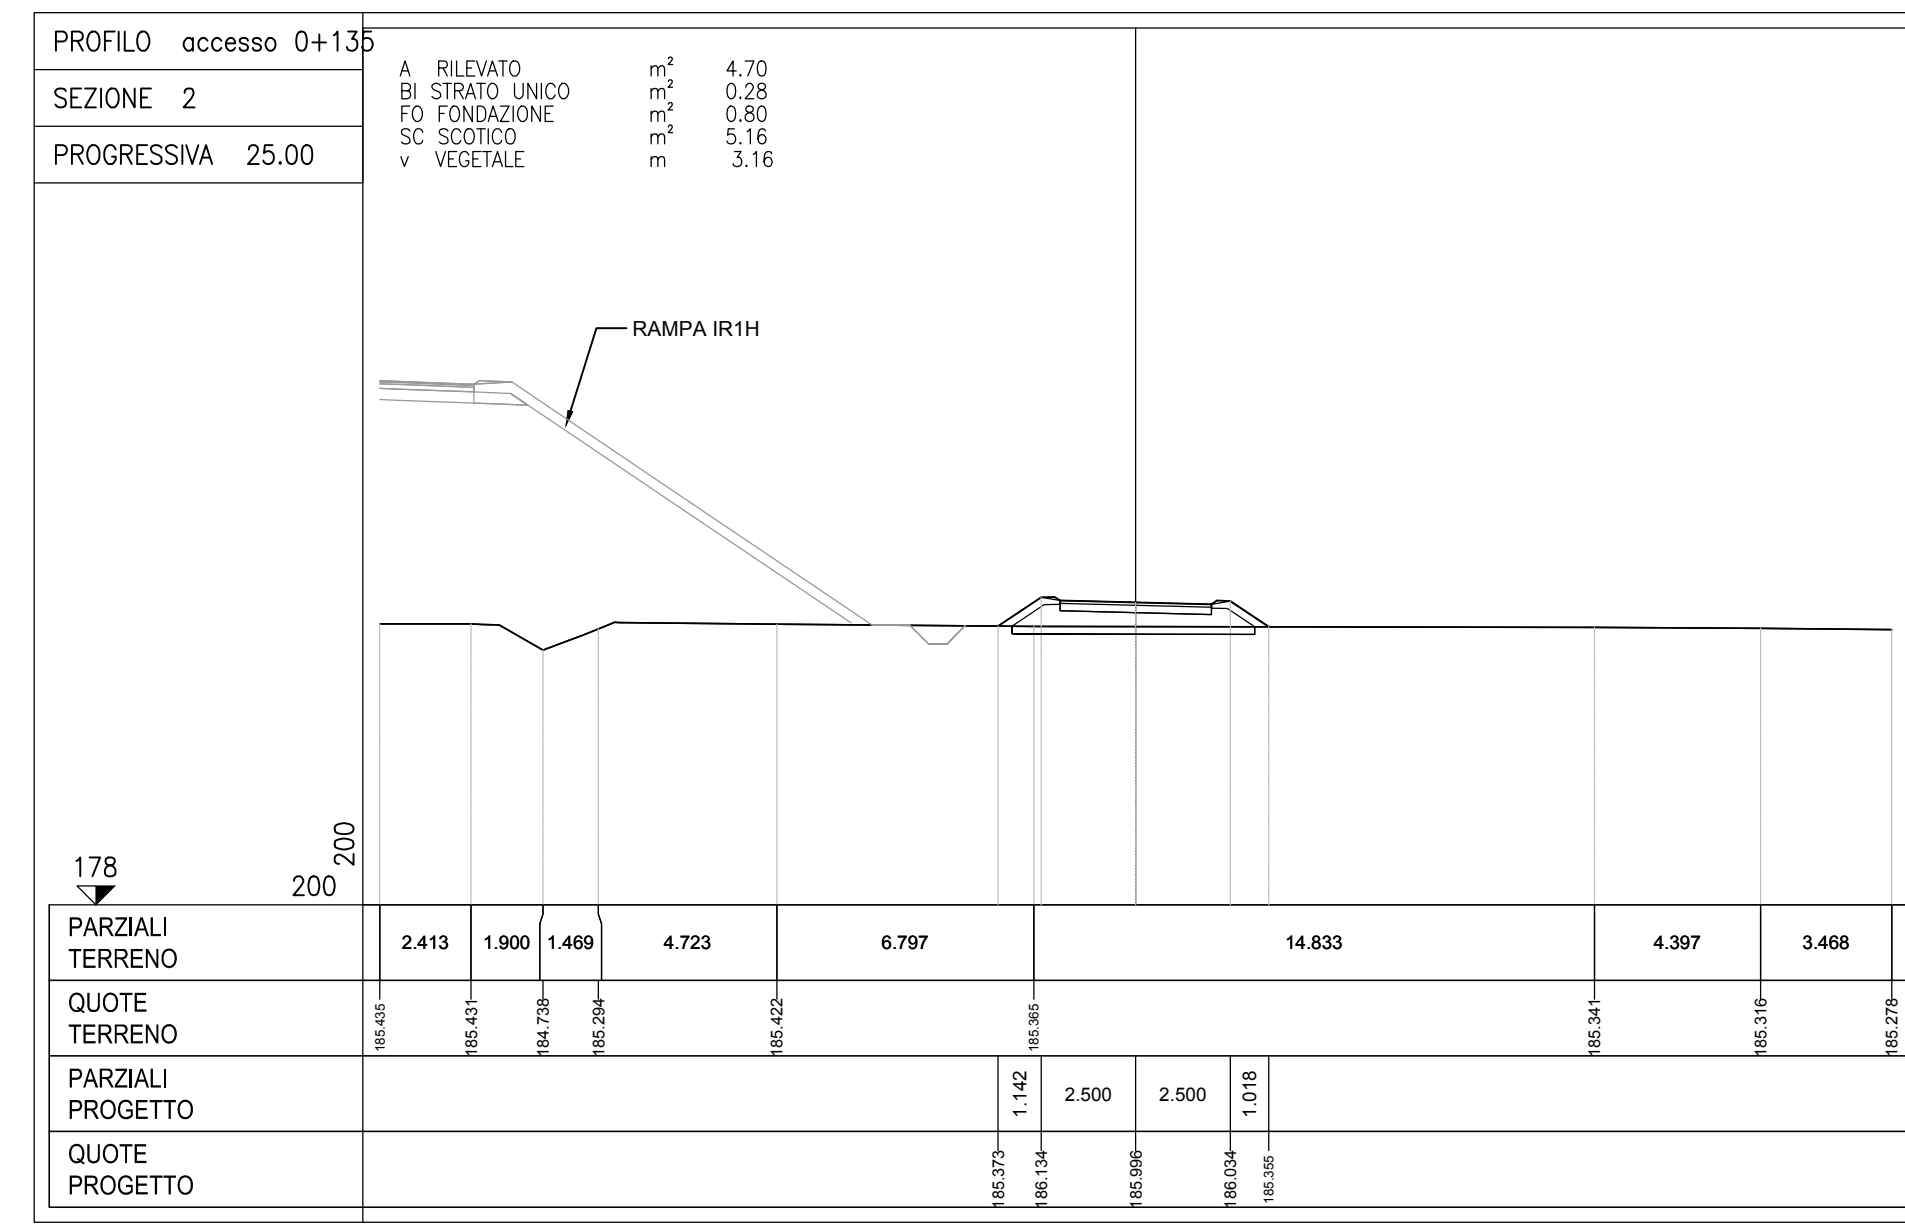 PROFILO accesso 0+135
SEZIONE 2
PROGRESSIVA 25.00
A RILEVATO m² 4.70
BI STRATO UNICO m² 0.28
FO FONDAZIONE m² 0.80
SC SCOTICO m² 5.16
v VEGETALE m 3.16
RAMPA IR1H
200
178
200
PARZIALI
TERRENO
2.413 1.900 1.469 4.723 6.797 14.833 4.397 3.468
QUOTE
TERRENO
185.435 185.431 184.738 185.294 185.422 185.365 185.341 185.316 185.278
PARZIALI
PROGETTO
1.142 2.500 2.500 1.018
QUOTE
PROGETTO
185.373 186.134 185.996 186.034 185.355